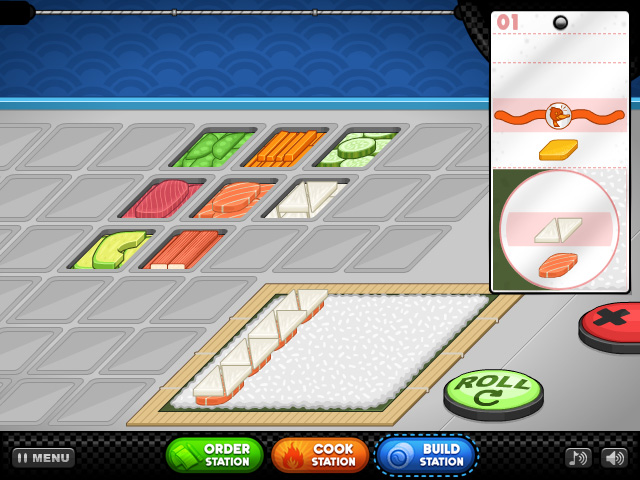 01
ROLL
MENU
ORDER
STATION
COOK
STATION
BUILD
STATION